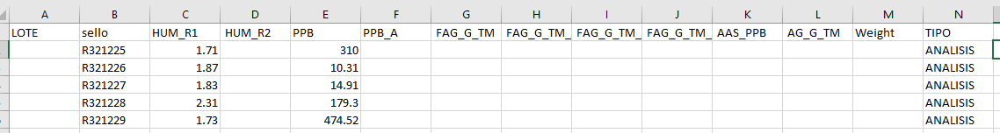 A B C D E F G H I J K L M N
LOTE sello HUM_R1 HUM_R2 PPB PPB_A FAG_G_TM FAG_G_TM_ FAG_G_TM_ FAG_G_TM_ AAS_PPB AG_G_TM Weight TIPO
R321225 1.71 310 ANALISIS
R321226 1.87 10.31 ANALISIS
R321227 1.83 14.91 ANALISIS
R321228 2.31 179.3 ANALISIS
R321229 1.73 474.52 ANALISIS